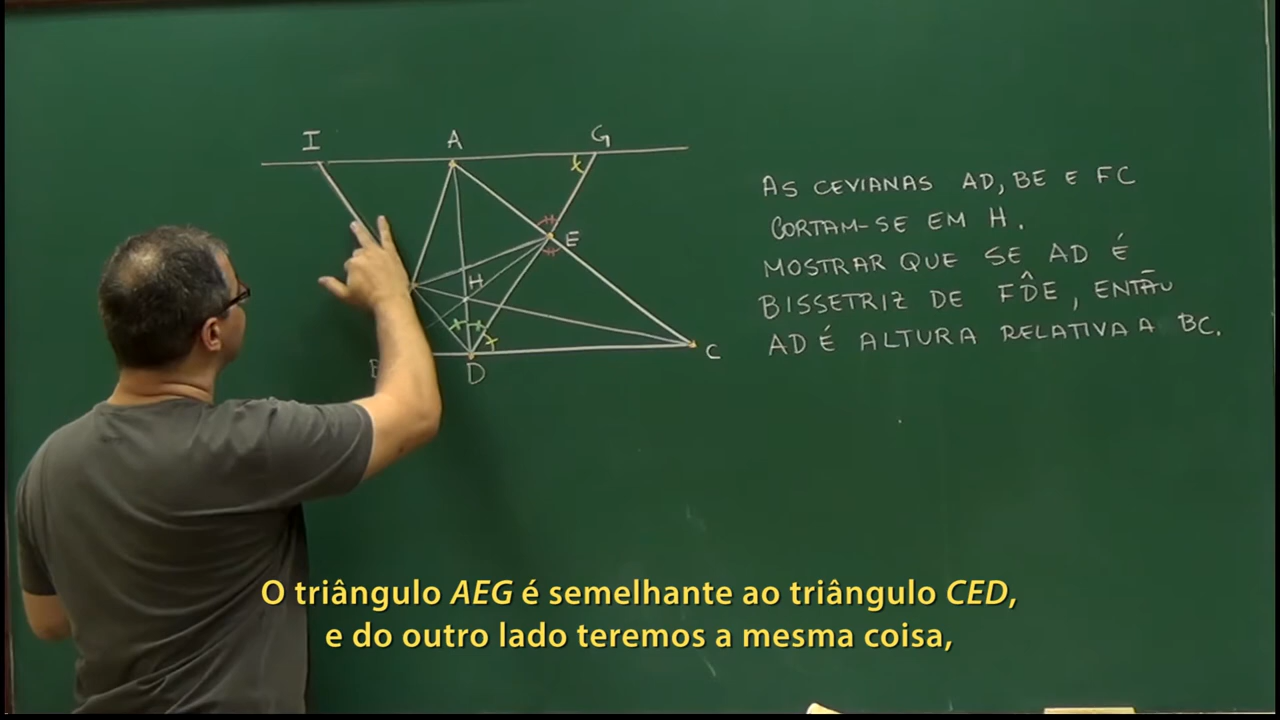 I A G
E
H
B D C
AS CEVIANAS AD, BE E FC
CORTAM-SE EM H.
MOSTRAR QUE SE AD É
BISSETRIZ DE FD̂E, ENTÃO
AD É ALTURA RELATIVA A BC.
O triângulo AEG é semelhante ao triângulo CED,
e do outro lado teremos a mesma coisa,